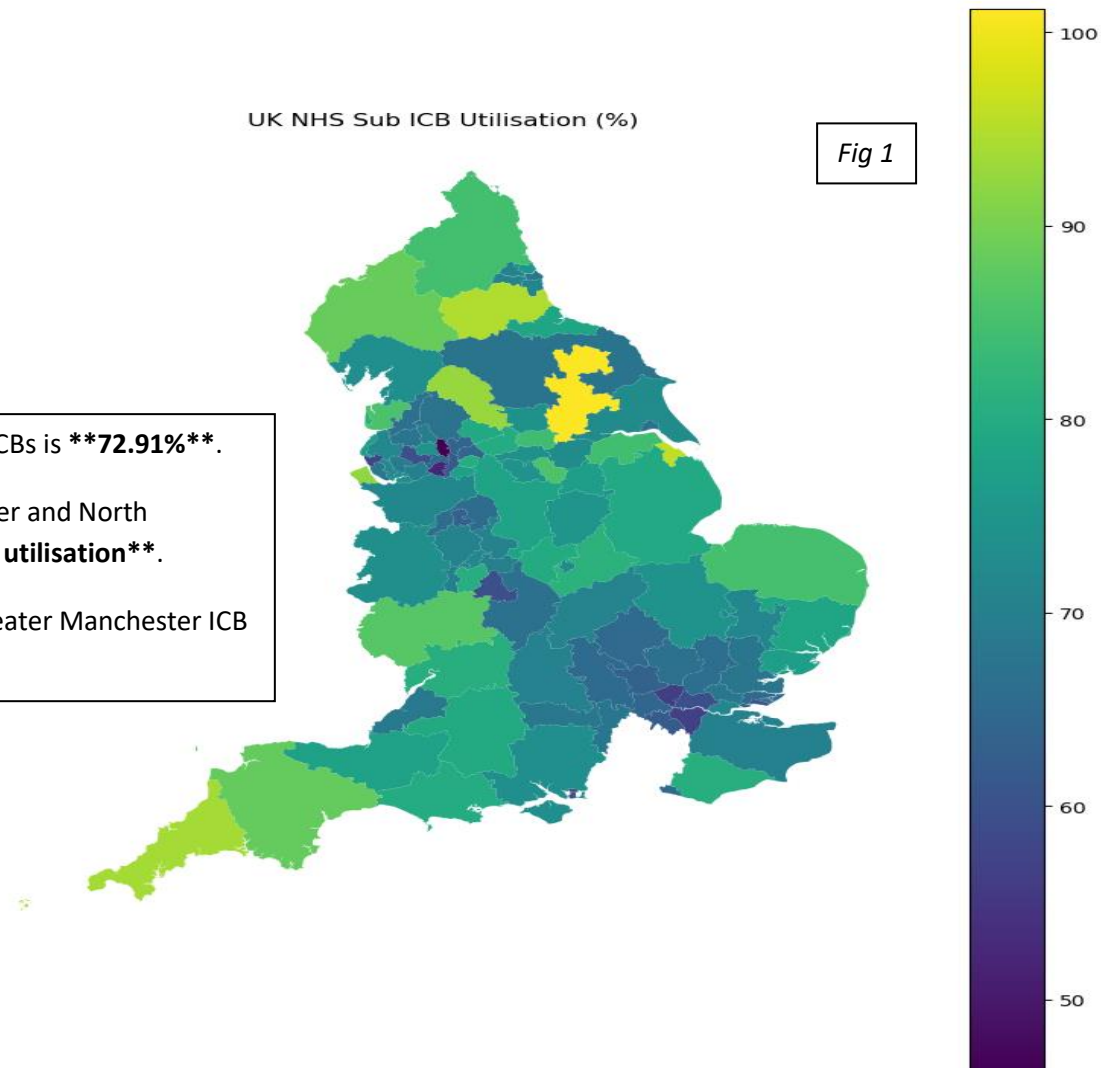 UK NHS Sub ICB Utilisation (%)
Fig 1
CBs is **72.91%**.
er and North
utilisation**.
eater Manchester ICB
100
90
80
70
60
50